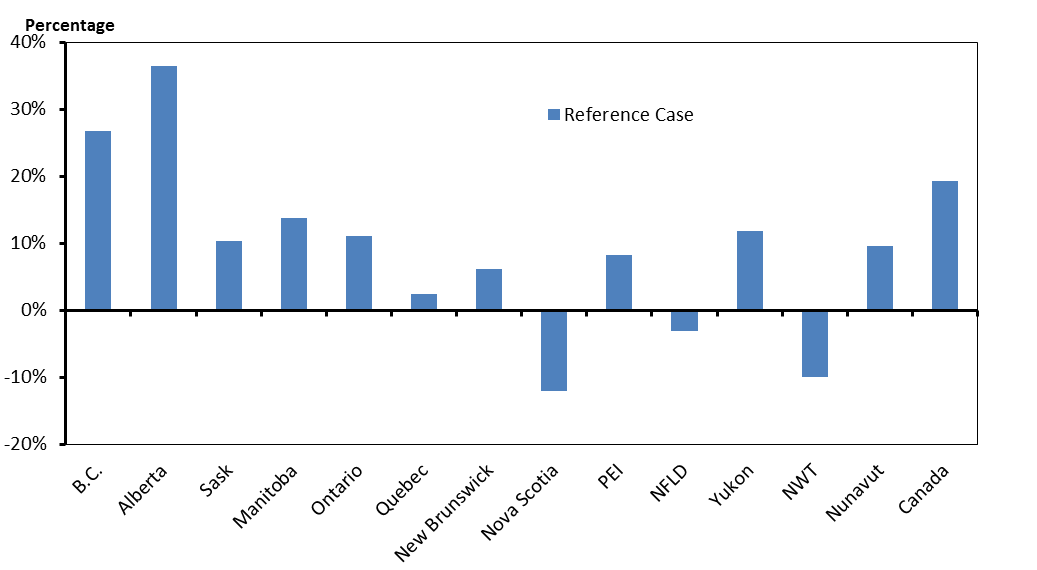 Percentage
40%
30%
20%
10%
0%
-10%
-20%
Reference Case
B.C.
Alberta
Sask
Manitoba
Ontario
Quebec
New Brunswick
Nova Scotia
PEI
NFLD
Yukon
NWT
Nunavut
Canada